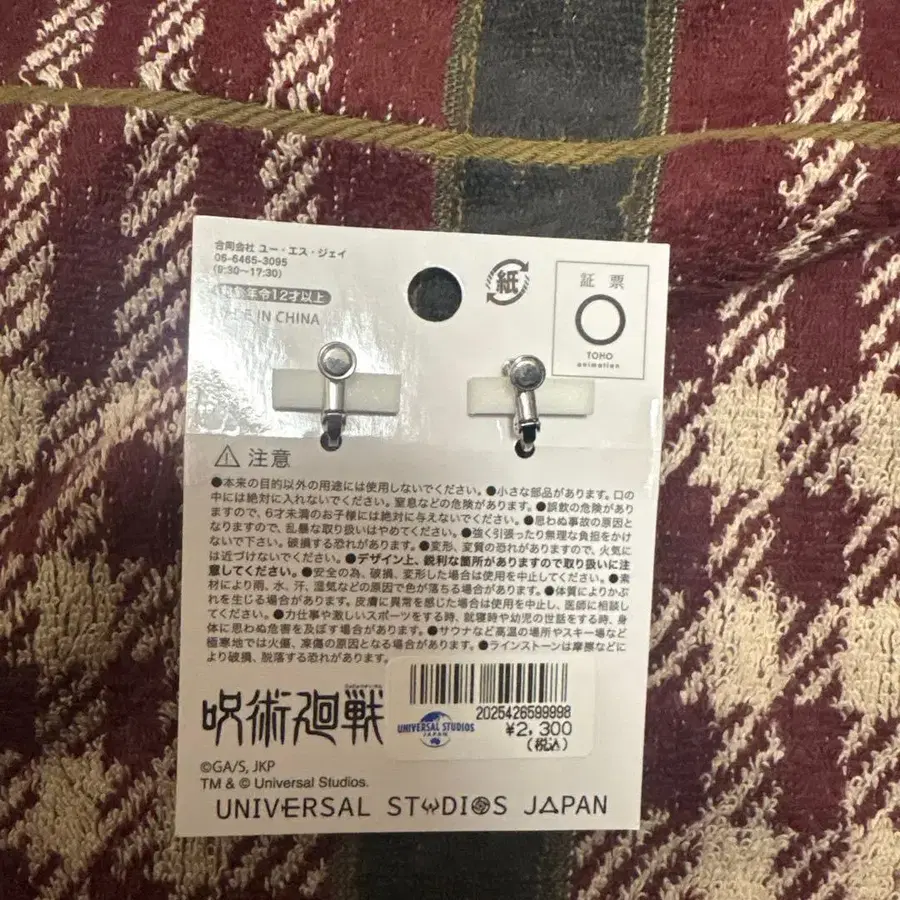 合同会社 ユー・エス・ジェイ
06-6465-3095
(9:30～17:30)
対象年令12才以上
MADE IN CHINA
紙
証票
TOHO
animation
注意
●本来の目的以外の用途には使用しないでください。●小さな部品があります。口の
中には絶対に入れないでください。窒息などの危険があります。●誤飲の危険があり
ますので、6才未満のお子様には絶対に与えないでください。●思わぬ事故の原因と
なりますので、乱暴な取り扱いはやめてください。●強く引張ったり無理な負担をかけ
ないで下さい。破損する恐れがあります。●変形、変質の恐れがありますので、火気に
は近づけないでください。●デザイン上、鋭利な箇所がありますので取り扱いに注
意してください。●安全の為、破損、変形した場合は使用を中止してください。●素
材により雨、水、汗、湿気などの原因で色が落ちる場合があります。●体質によりかぶ
れを生じる場合があります。皮膚に異常を感じた場合は使用を中止し、医師に相談し
てください。●力仕事や激しいスポーツをする時、就寝時や幼児の世話をする時、身
体に思わぬ危害を及ぼす場合があります。●サウナなど高温の場所やスキー場など
極寒地では火傷、凍傷の原因となる場合があります。●ラインストーンは摩擦などに
より破損、脱落する恐れがあります。
呪術廻戦
UNIVERSAL STUDIOS
JAPAN
2025426599998
¥2,300
(税込)
©GA/S, JKP
TM & © Universal Studios.
UNIVERSAL STUDIOS JAPAN